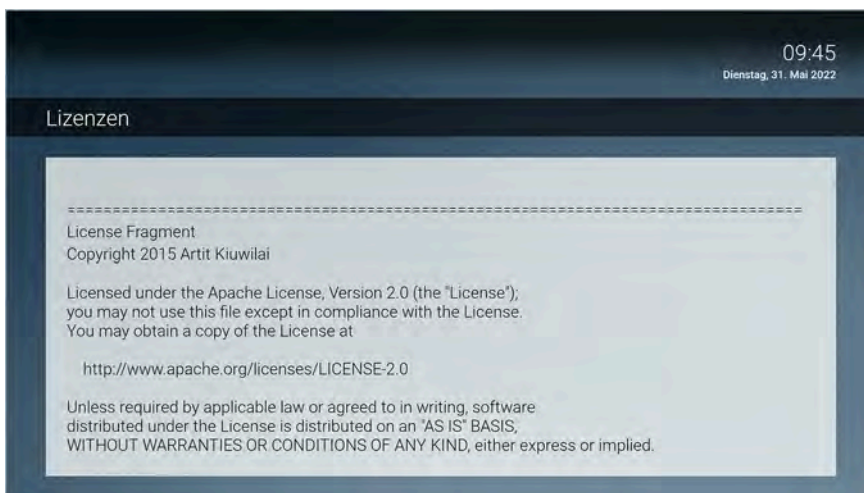 09:45
Dienstag, 31. Mai 2022
Lizenzen
================================================================================
License Fragment
Copyright 2015 Artit Kiuwilai
Licensed under the Apache License, Version 2.0 (the "License");
you may not use this file except in compliance with the License.
You may obtain a copy of the License at
http://www.apache.org/licenses/LICENSE-2.0
Unless required by applicable law or agreed to in writing, software
distributed under the License is distributed on an "AS IS" BASIS,
WITHOUT WARRANTIES OR CONDITIONS OF ANY KIND, either express or implied.